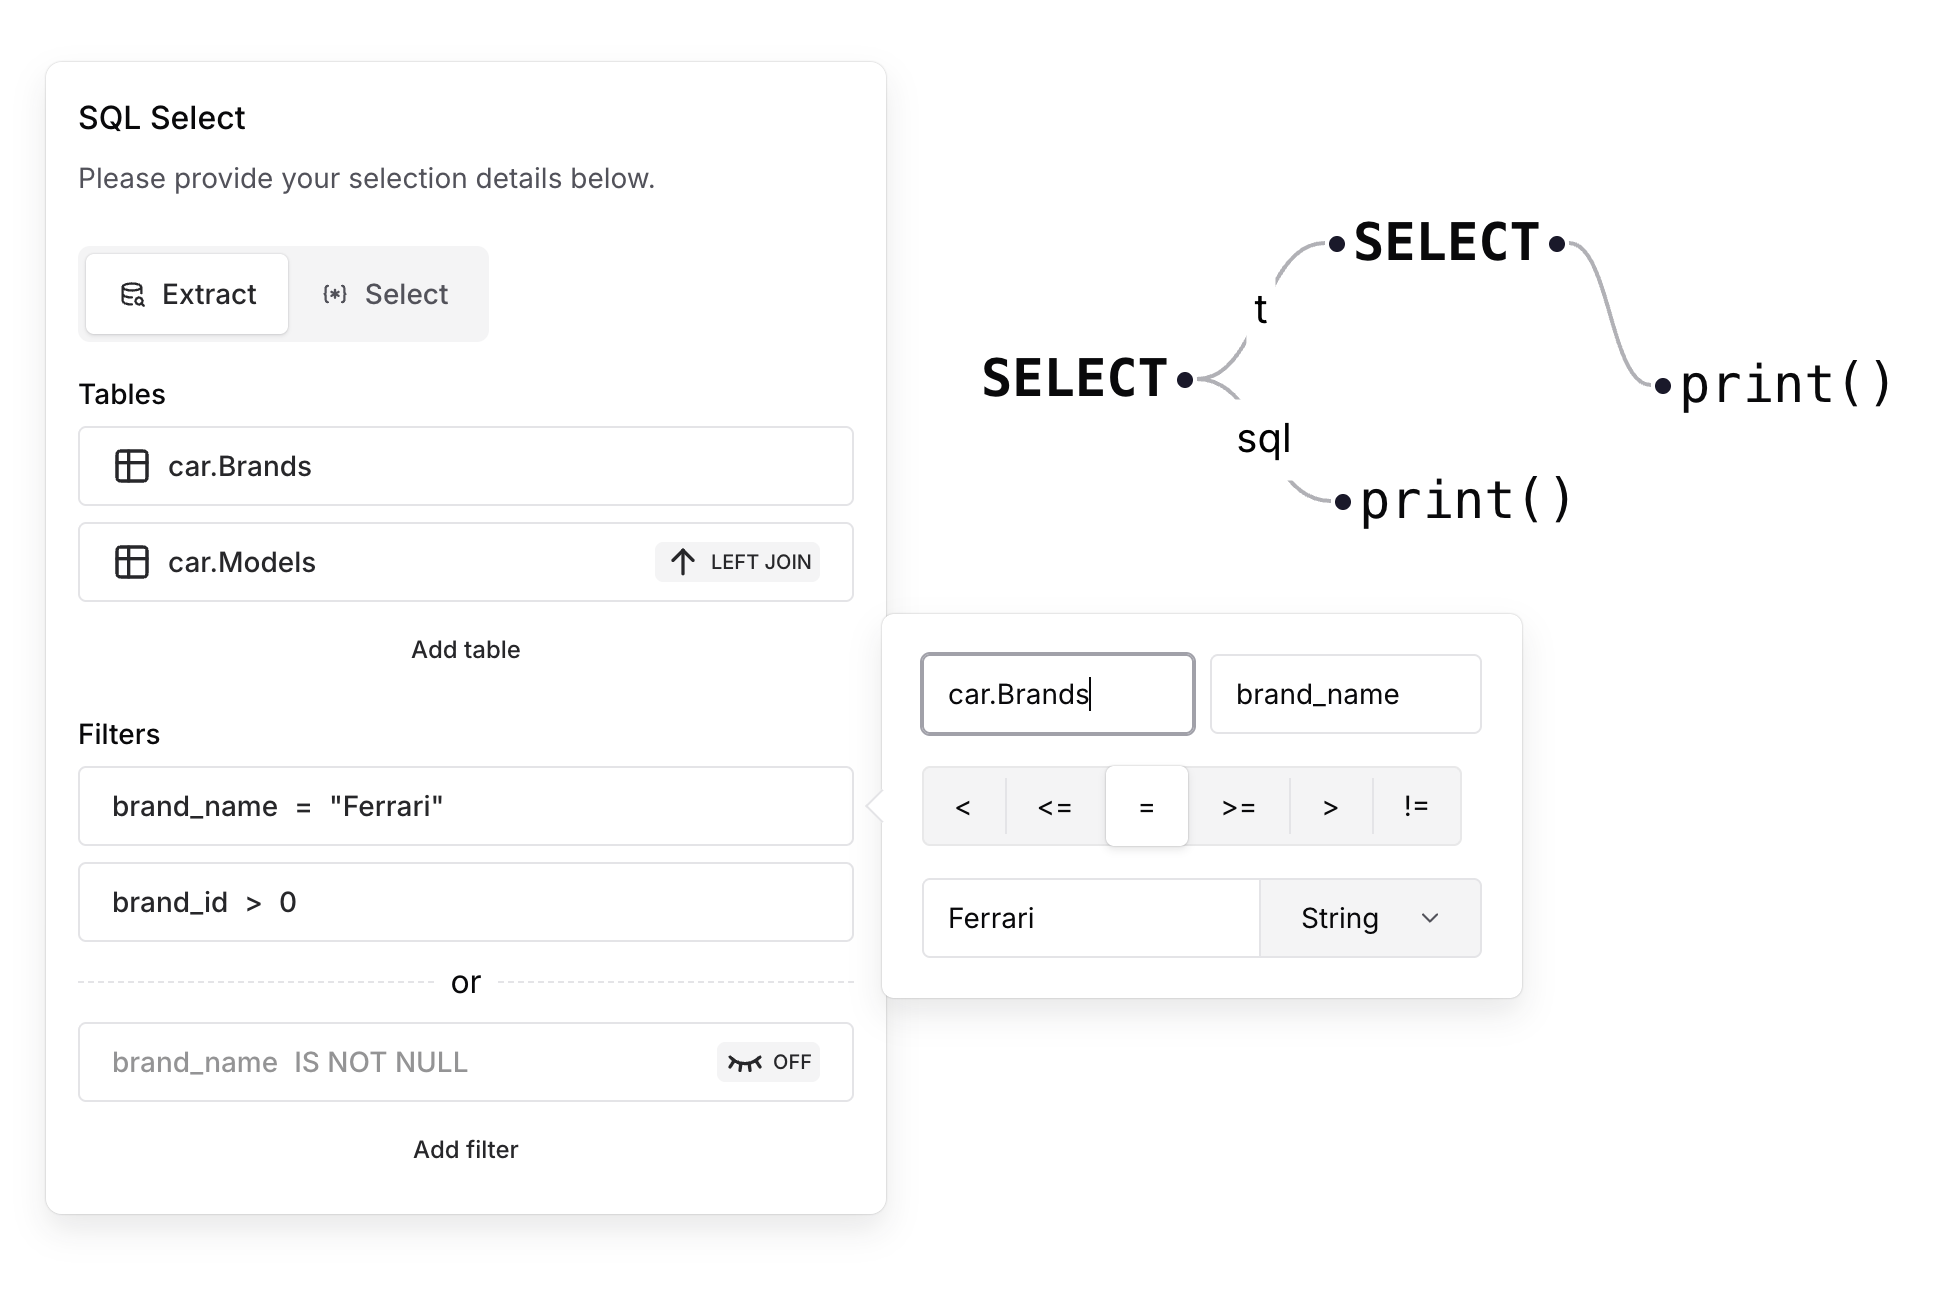 SQL Select
Please provide your selection details below.
Extract
Select
Tables
car.Brands
car.Models
LEFT JOIN
Add table
Filters
brand_name = "Ferrari"
brand_id > 0
or
brand_name IS NOT NULL
OFF
Add filter
SELECT
t
SELECT
sql
print()
print()
car.Brands
brand_name
< <= = >= > !=
Ferrari
String